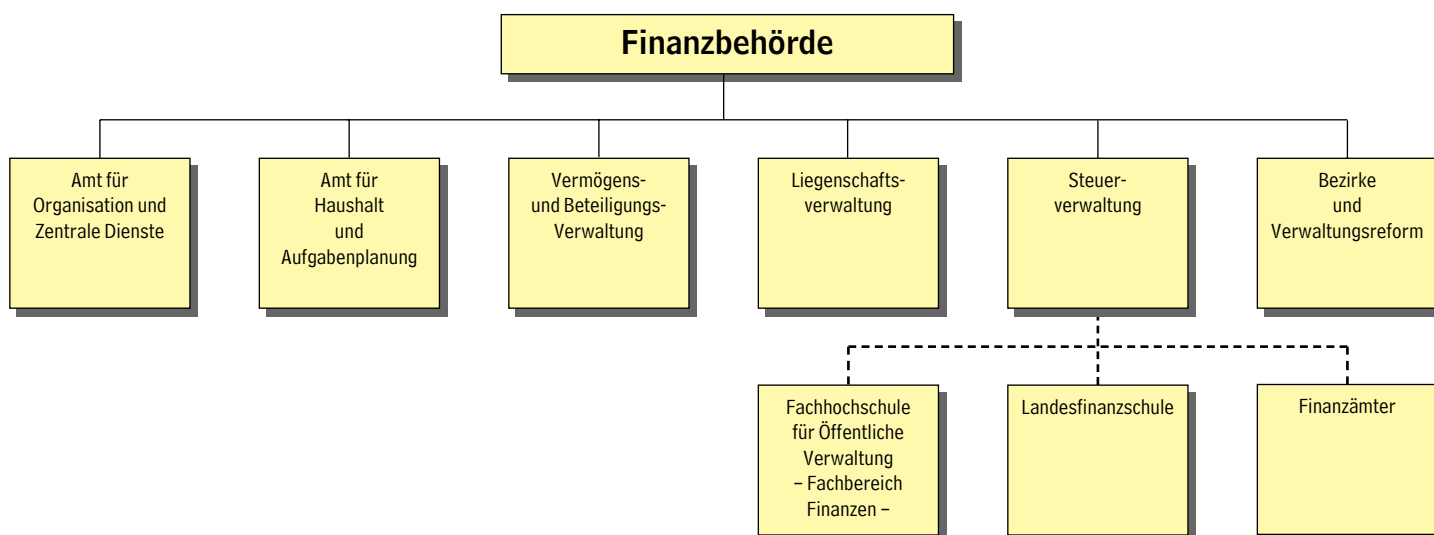 Finanzbehörde
Amt für
Organisation und
Zentrale Dienste
Amt für
Haushalt
und
Aufgabenplanung
Vermögens-
und Beteiligungs-
Verwaltung
Liegenschafts-
verwaltung
Steuer-
verwaltung
Bezirke
und
Verwaltungsreform
Fachhochschule
für Öffentliche
Verwaltung
– Fachbereich
Finanzen –
Landesfinanzschule
Finanzämter